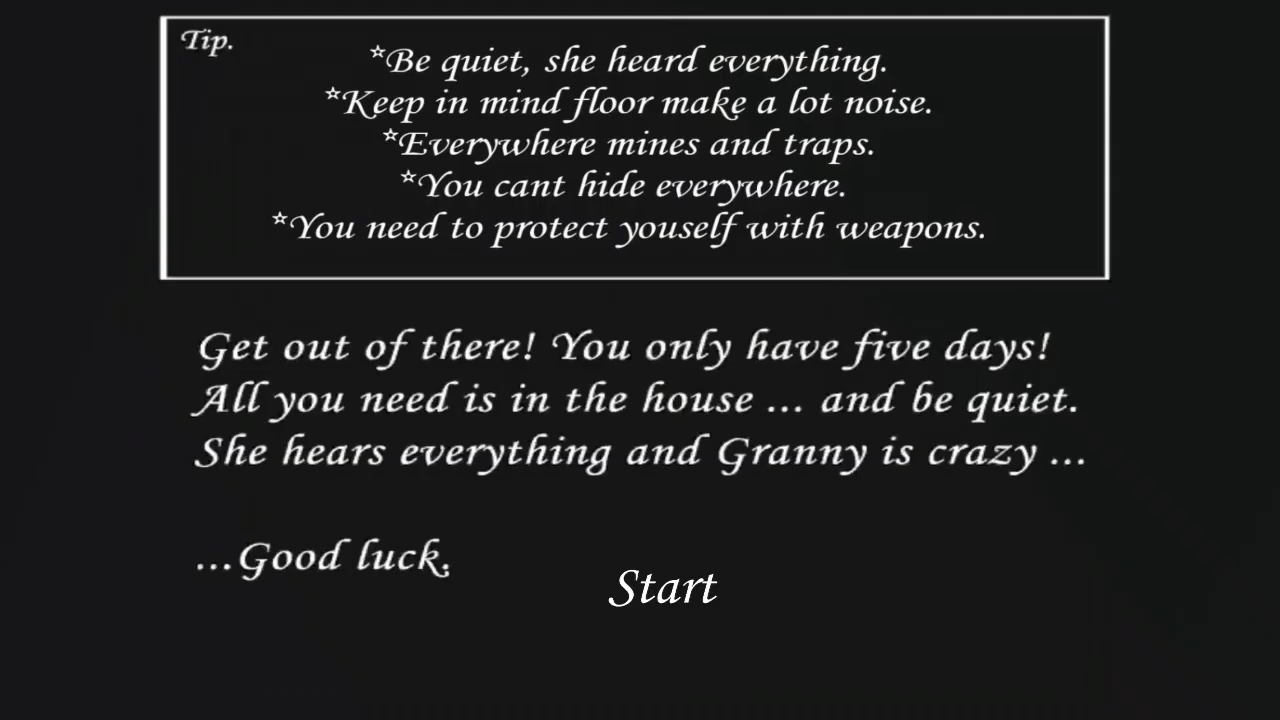 Tip.
*Be quiet, she heard everything.
*Keep in mind floor make a lot noise.
*Everywhere mines and traps.
*You cant hide everywhere.
*You need to protect youself with weapons.
Get out of there! You only have five days!
All you need is in the house ... and be quiet.
She hears everything and Granny is crazy ...
...Good luck.
Start